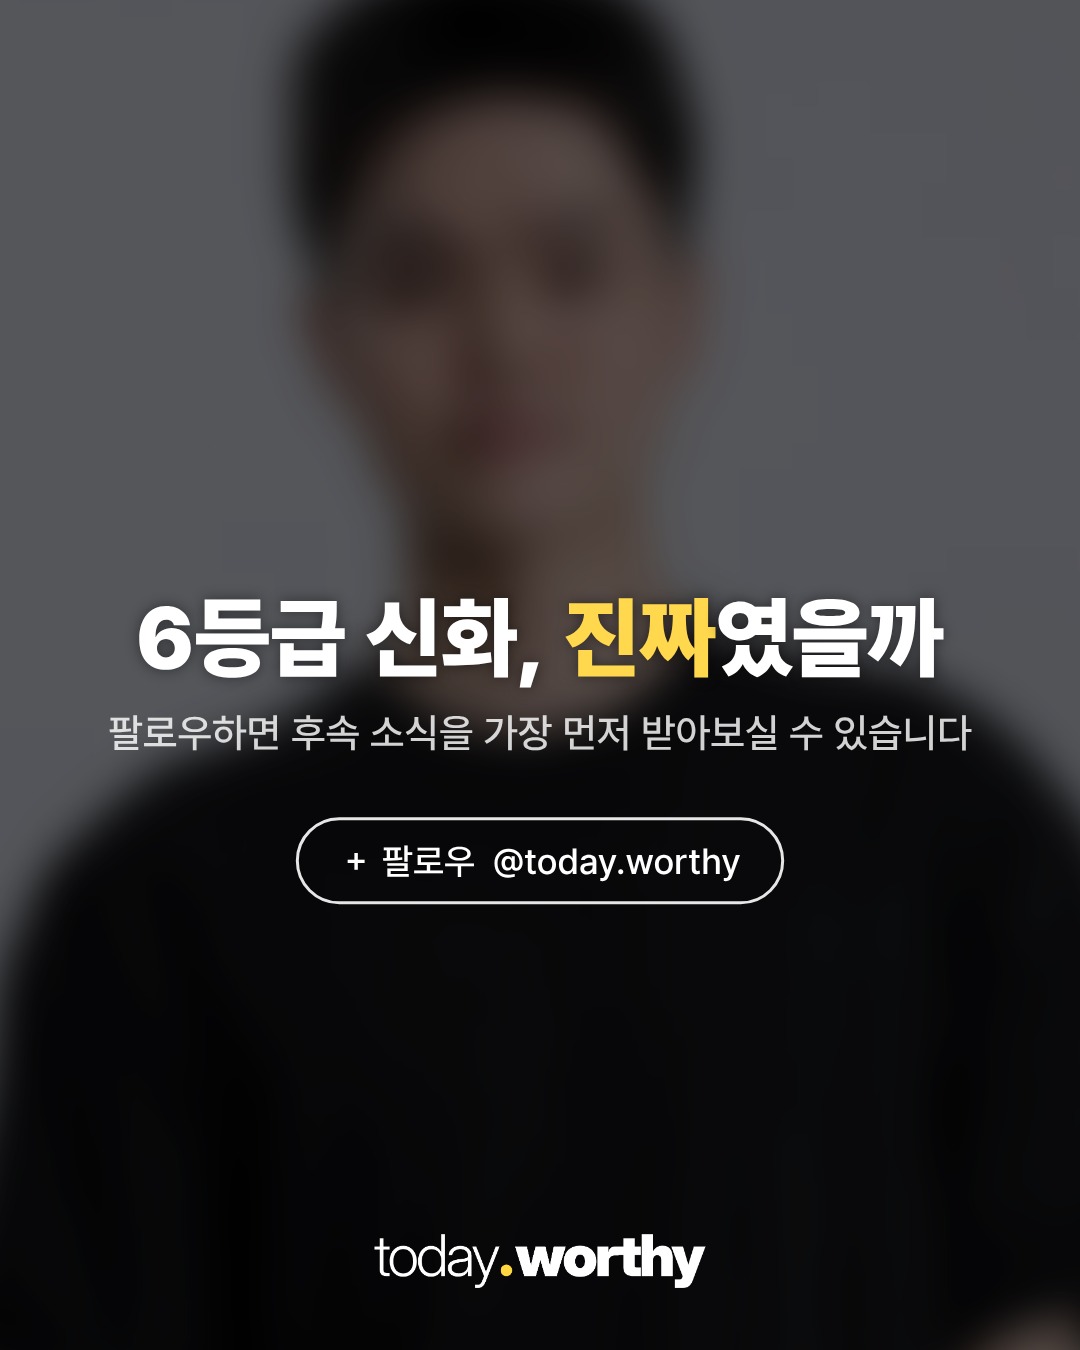 6등급 신화, 진짜였을까
팔로우하면 후속 소식을 가장 먼저 받아보실 수 있습니다
+ 팔로우 @today.worthy
today.worthy